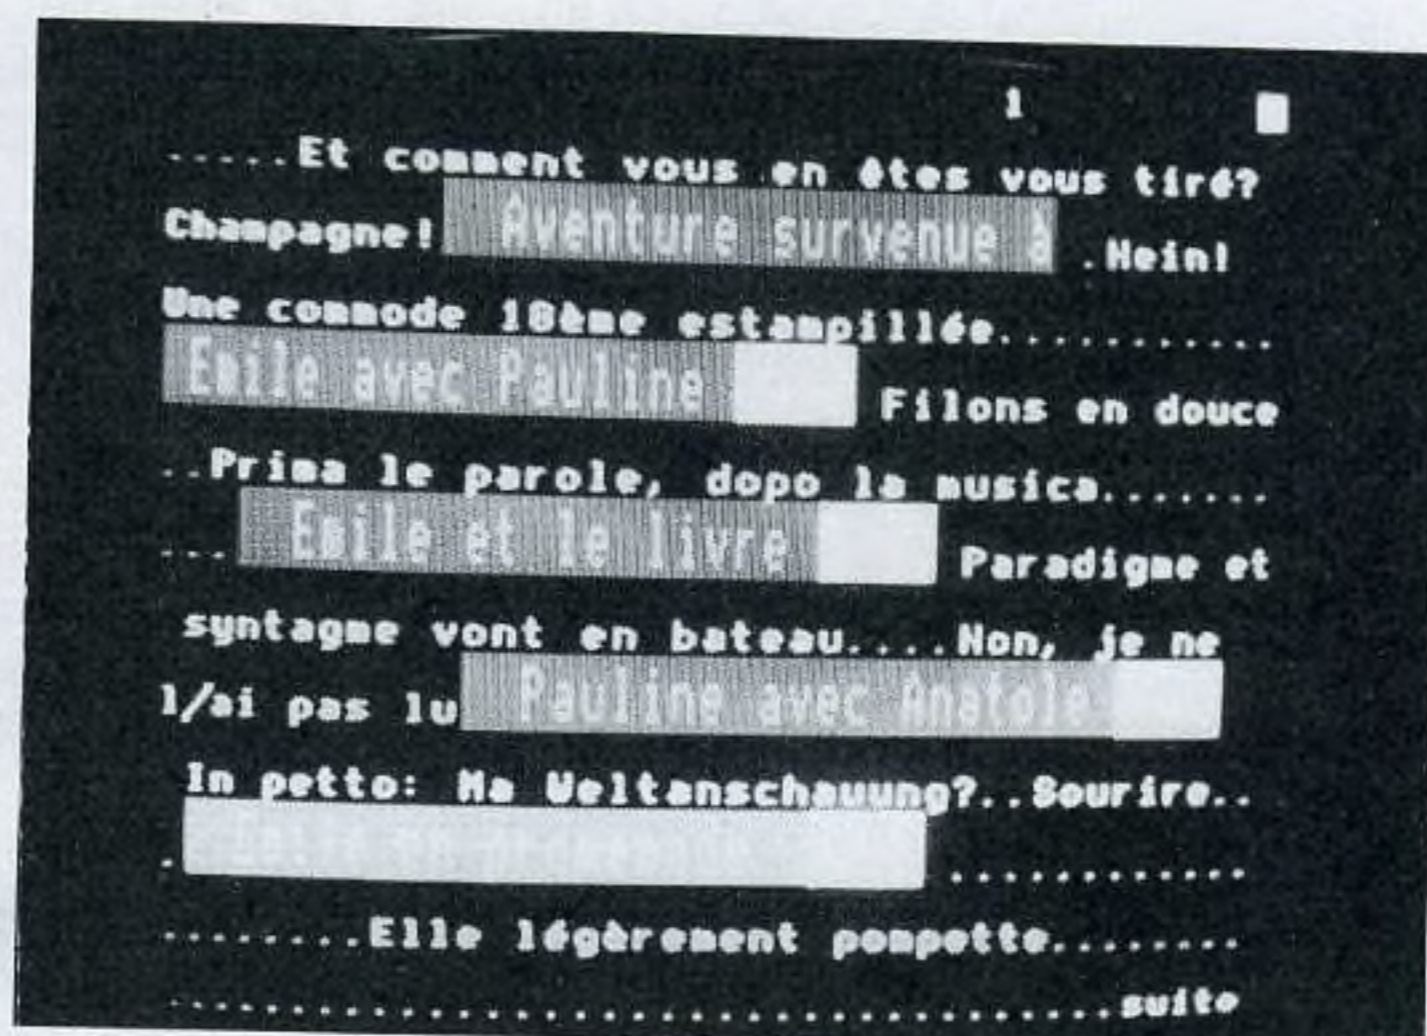 1
.....Et comment vous en êtes vous tiré?
Champagne! Aventure survenue à .Hein!
Une commode 18ème estampillée...........
Emile avec Pauline Filons en douce
..Prima le parole, dopo la musica.......
... Emile et le livre Paradigme et
syntagme vont en bateau....Non, je ne
l/ai pas lu Pauline avec Anatole
In petto: Ma Weltanschauung?..Sourire..
. ............
........Elle légèrement pompette........
.......................................suite